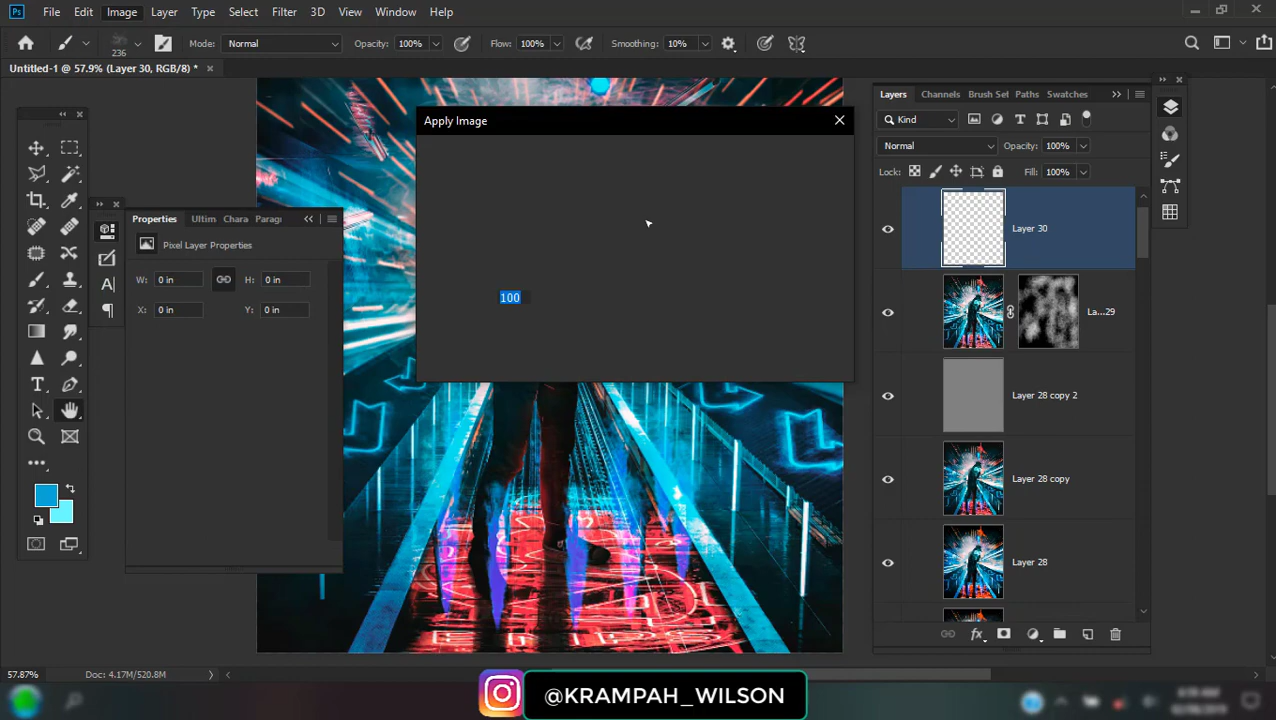 Ps File Edit Image Layer Type Select Filter 3D View Window Help
236 Mode: Normal Opacity: 100% Flow: 100% Smoothing: 10%
Untitled-1 @ 57.9% (Layer 30, RGB/8) *
Apply Image
100
Properties Ultim Chara Paragı
Pixel Layer Properties
W: 0 in H: 0 in
X: 0 in Y: 0 in
Layers Channels Brush Set Paths Swatches
Kind
Normal Opacity: 100%
Lock: Fill: 100%
Layer 30
La...29
Layer 28 copy 2
Layer 28 copy
Layer 28
57.87% Doc: 4.17M/520.8M
@KRAMPAH_WILSON